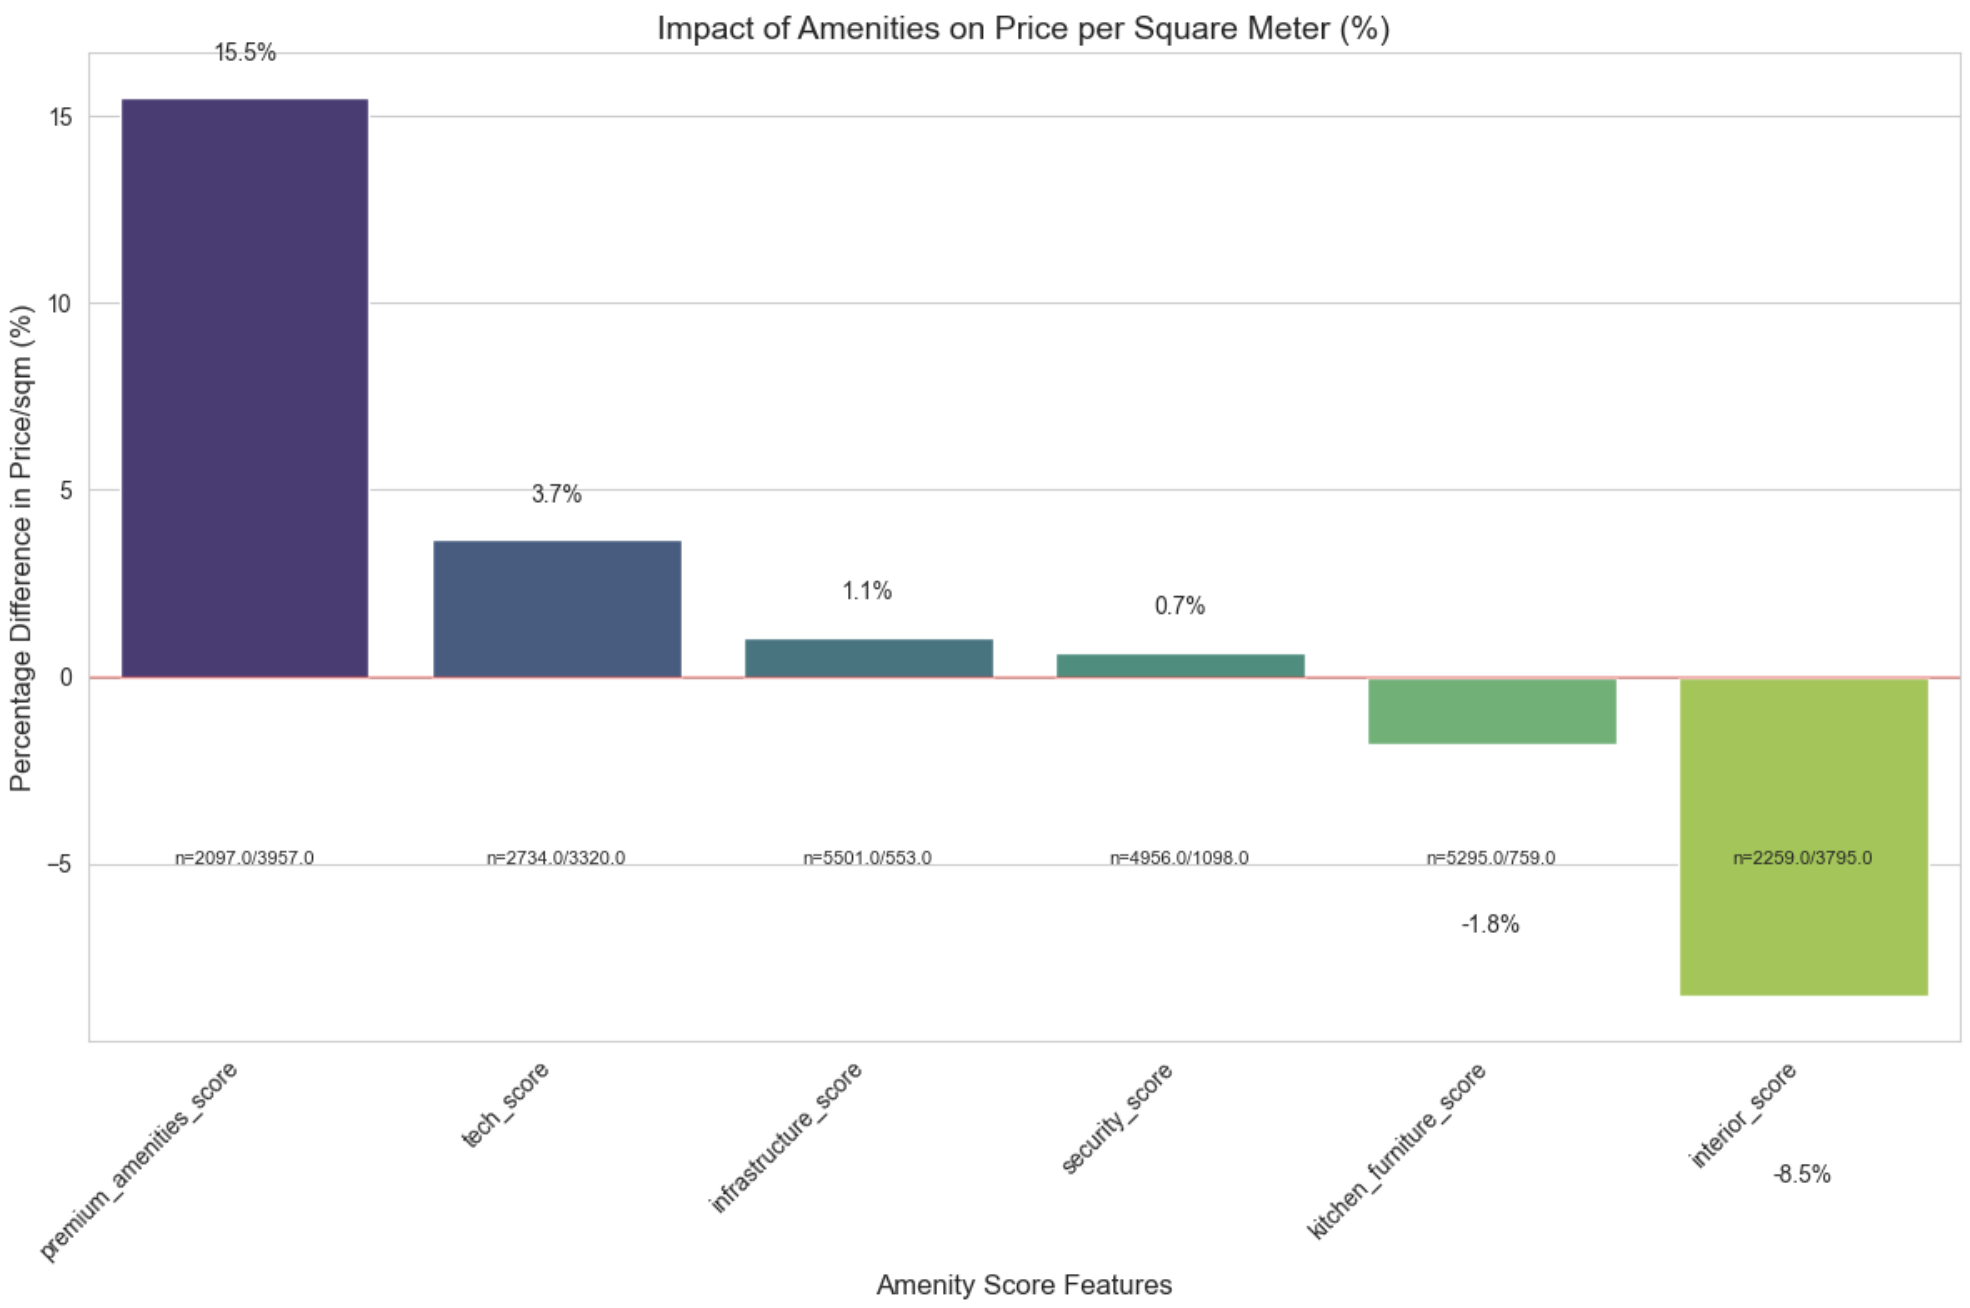 Impact of Amenities on Price per Square Meter (%)
15.5%
15
10
5
0
−5
Percentage Difference in Price/sqm (%)
3.7%
1.1%
0.7%
-1.8%
-8.5%
n=2097.0/3957.0
n=2734.0/3320.0
n=5501.0/553.0
n=4956.0/1098.0
n=5295.0/759.0
n=2259.0/3795.0
premium_amenities_score
tech_score
infrastructure_score
security_score
kitchen_furniture_score
interior_score
Amenity Score Features